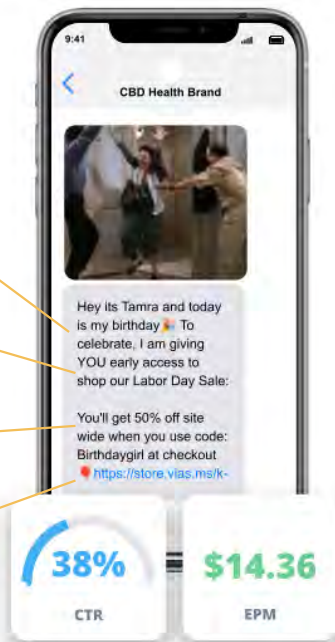 9:41
CBD Health Brand
Hey its Tamra and today
is my birthday🎉 To
celebrate, I am giving
YOU early access to
shop our Labor Day Sale:
You'll get 50% off site
wide when you use code:
Birthdaygirl at checkout
🎈https://store.vias.ms/k-
38%
$14.36
CTR
EPM